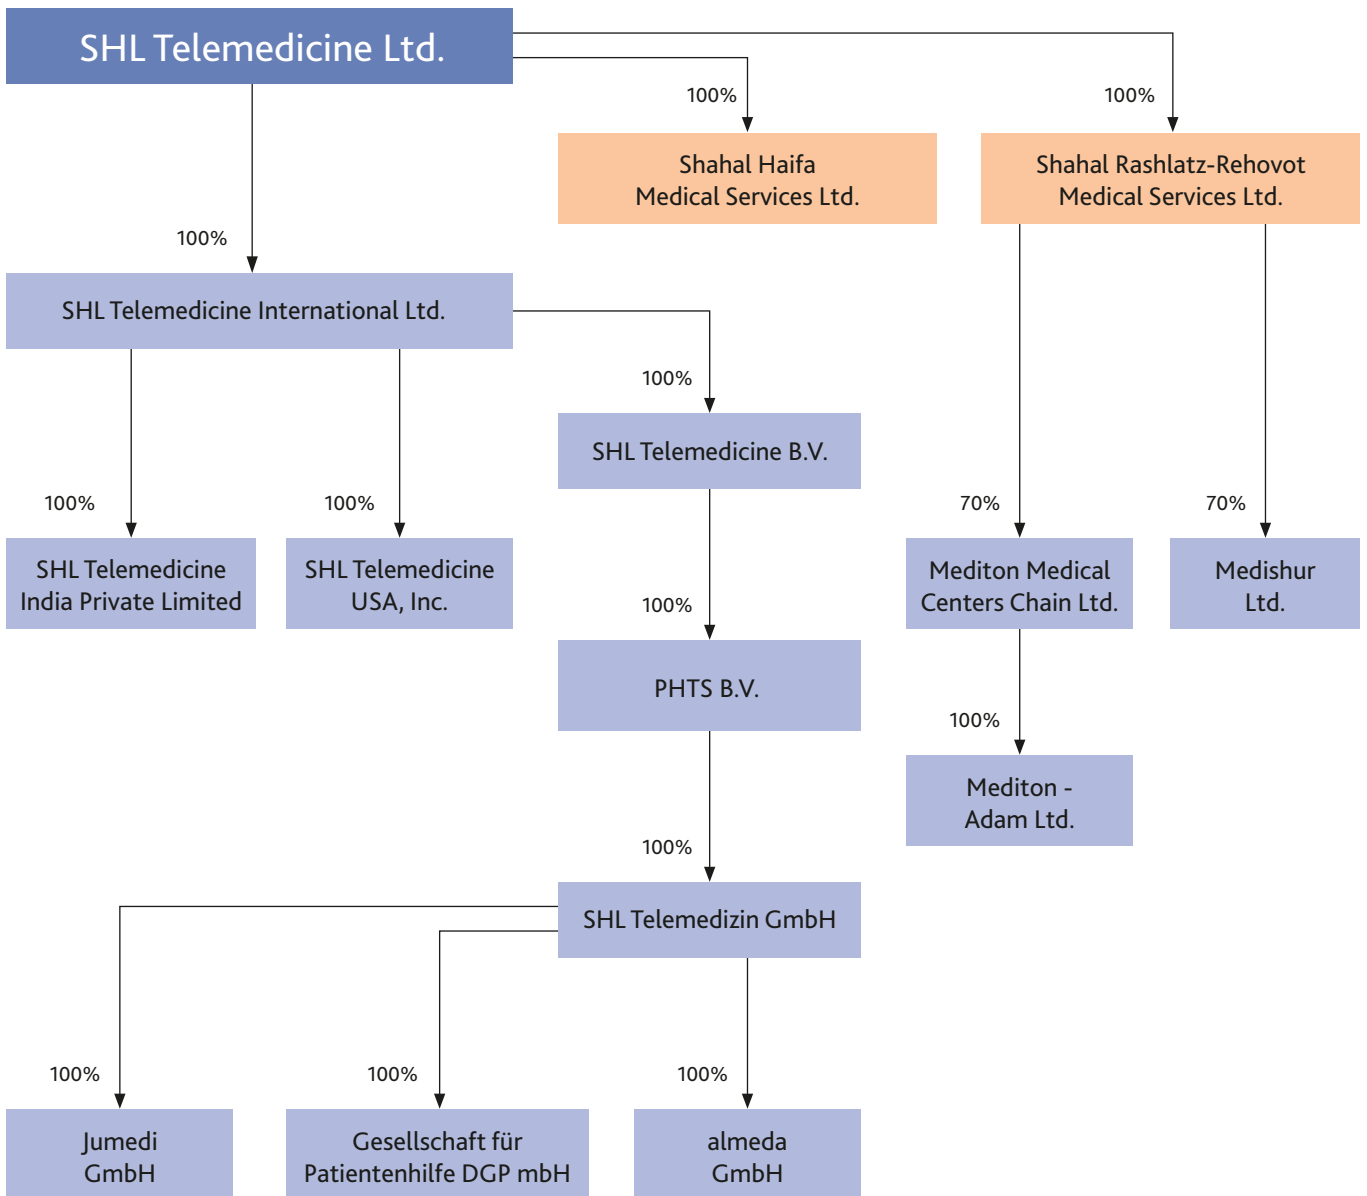 SHL Telemedicine Ltd.
100%
100%
Shahal Haifa
Medical Services Ltd.
Shahal Rashlatz-Rehovot
Medical Services Ltd.
100%
SHL Telemedicine International Ltd.
100%
SHL Telemedicine B.V.
100%
100%
70%
70%
SHL Telemedicine
India Private Limited
SHL Telemedicine
USA, Inc.
Mediton Medical
Centers Chain Ltd.
Medishur
Ltd.
100%
PHTS B.V.
100%
Mediton -
Adam Ltd.
100%
SHL Telemedizin GmbH
100%
100%
100%
Jumedi
GmbH
Gesellschaft für
Patientenhilfe DGP mbH
almeda
GmbH